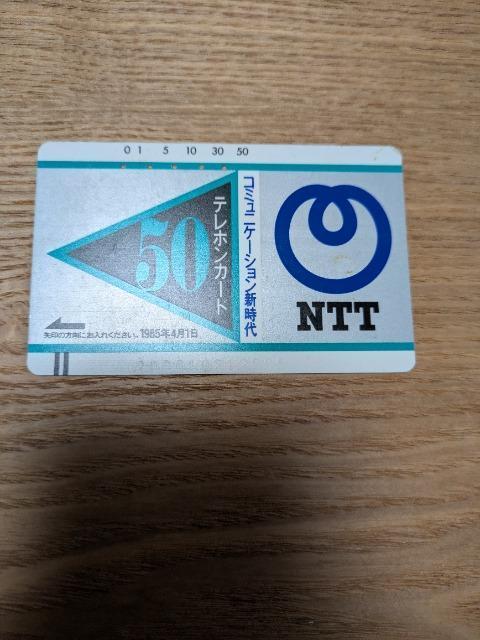 0 1 5 10 30 50
テレホンカード
50
コミュニケーション新時代
NTT
矢印の方向にお入れください。1985年4月1日